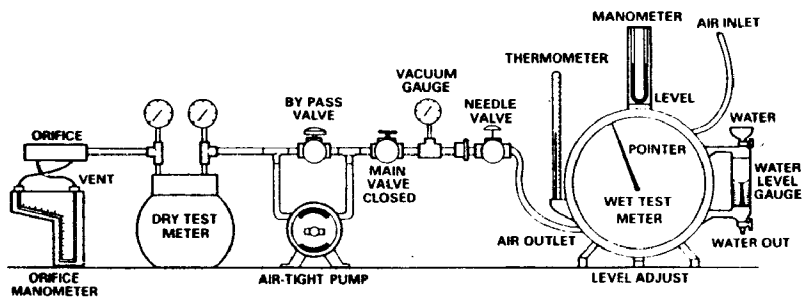 MANOMETER
AIR INLET
THERMOMETER
VACUUM
GAUGE
NEEDLE
VALVE
BY PASS
VALVE
LEVEL
WATER
ORIFICE
POINTER
VENT
MAIN
VALVE
CLOSED
WATER
LEVEL
GAUGE
DRY TEST
METER
WET TEST
METER
AIR OUTLET
WATER OUT
ORIFICE
MANOMETER
AIR-TIGHT PUMP
LEVEL ADJUST